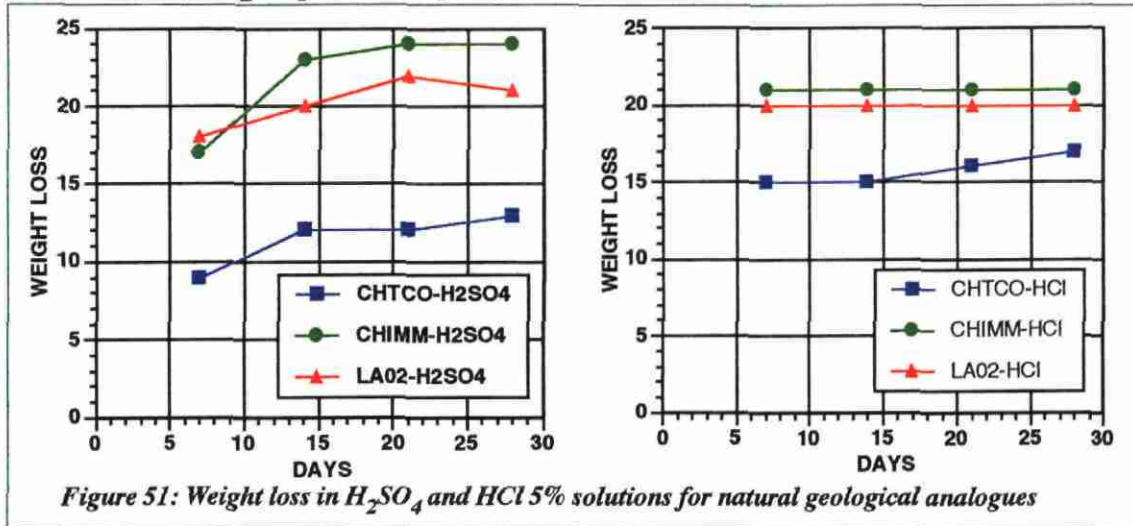 25
20
15
10
5
0
WEIGHT LOSS
0 5 10 15 20 25 30
DAYS
CHTCO-H2SO4
CHIMM-H2SO4
LA02-H2SO4
25
20
15
10
5
0
WEIGHT LOSS
0 5 10 15 20 25 30
DAYS
CHTCO-HCl
CHIMM-HCl
LA02-HCl
Figure 51: Weight loss in H2SO4 and HCl 5% solutions for natural geological analogues